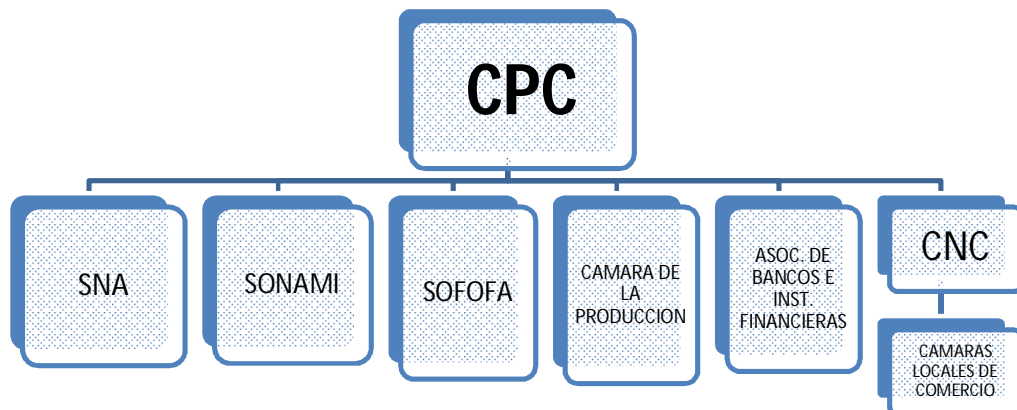 CPC
SNA
SONAMI
SOFOFA
CAMARA DE
LA
PRODUCCION
ASOC. DE
BANCOS E
INST.
FINANCIERAS
CNC
CAMARAS
LOCALES DE
COMERCIO